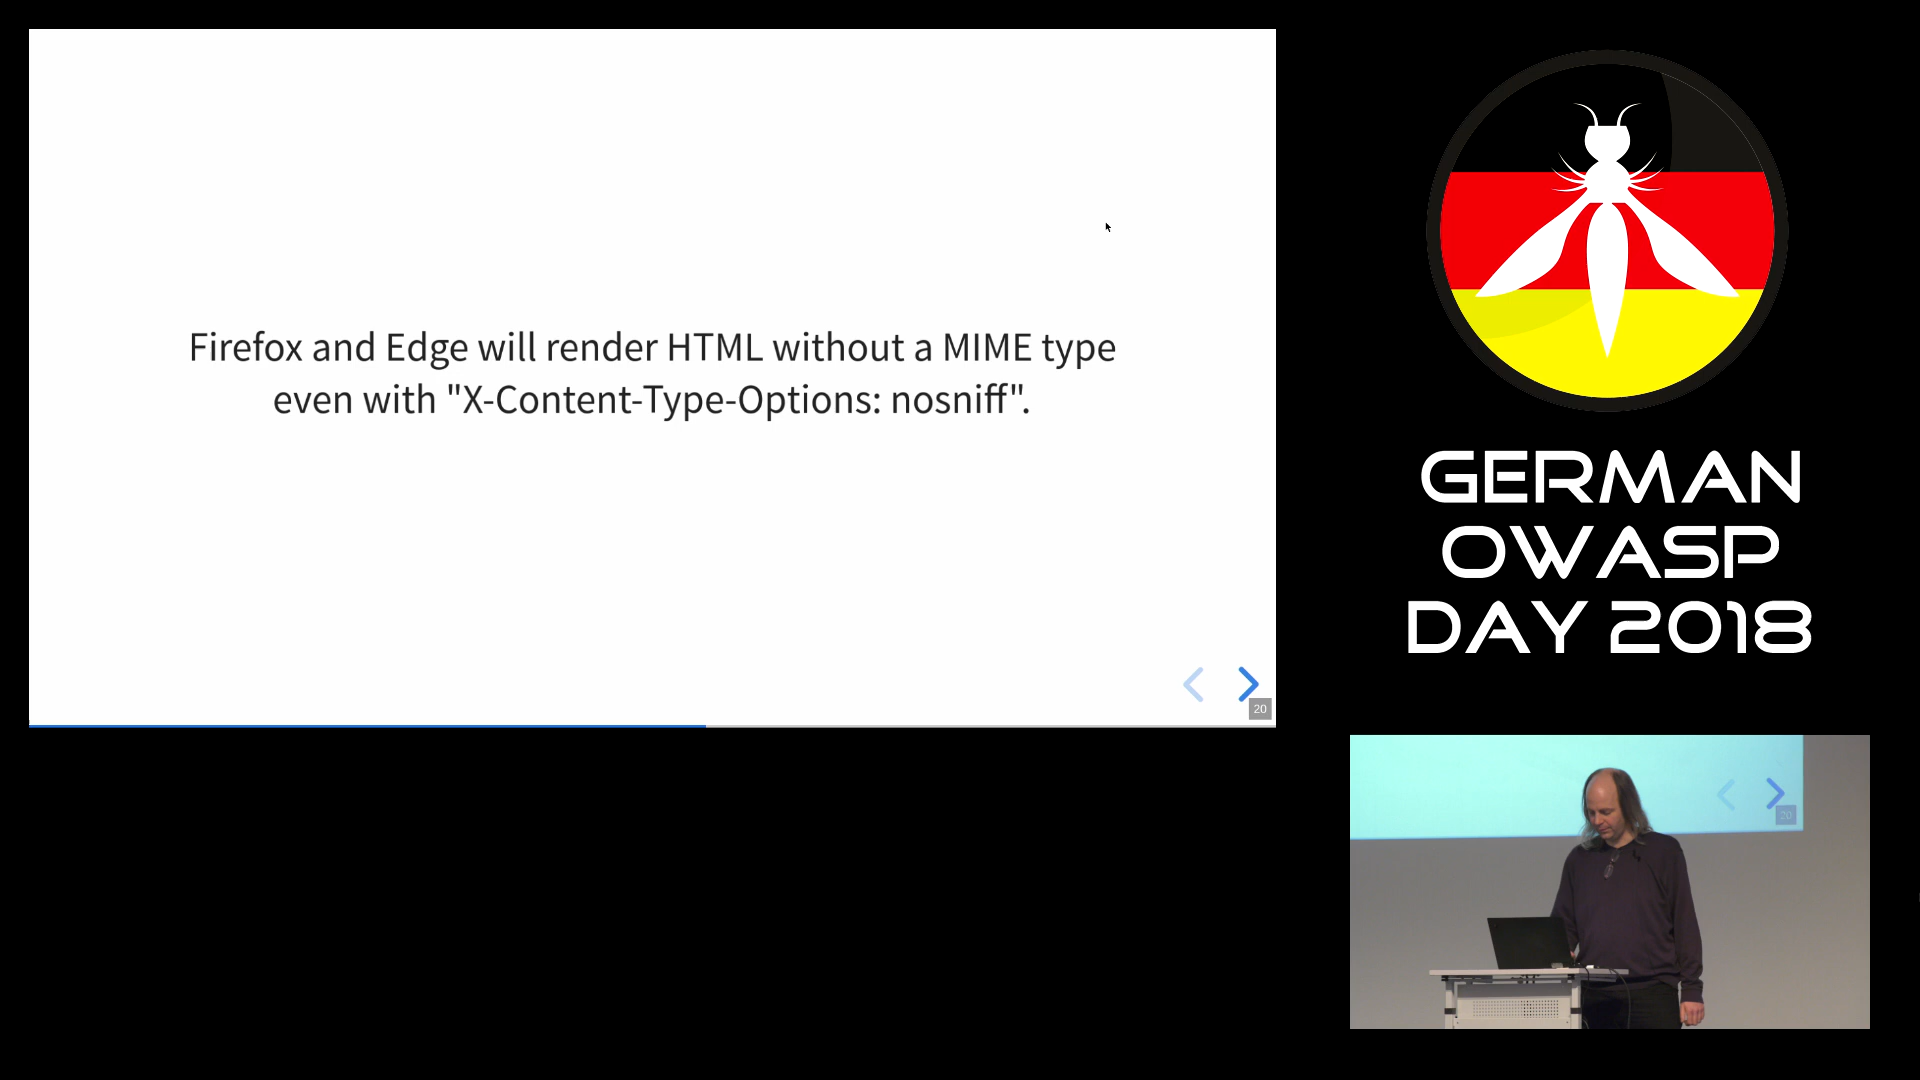 Firefox and Edge will render HTML without a MIME type
even with "X-Content-Type-Options: nosniff".
20
GERMAN
OWASP
DAY 2018
20